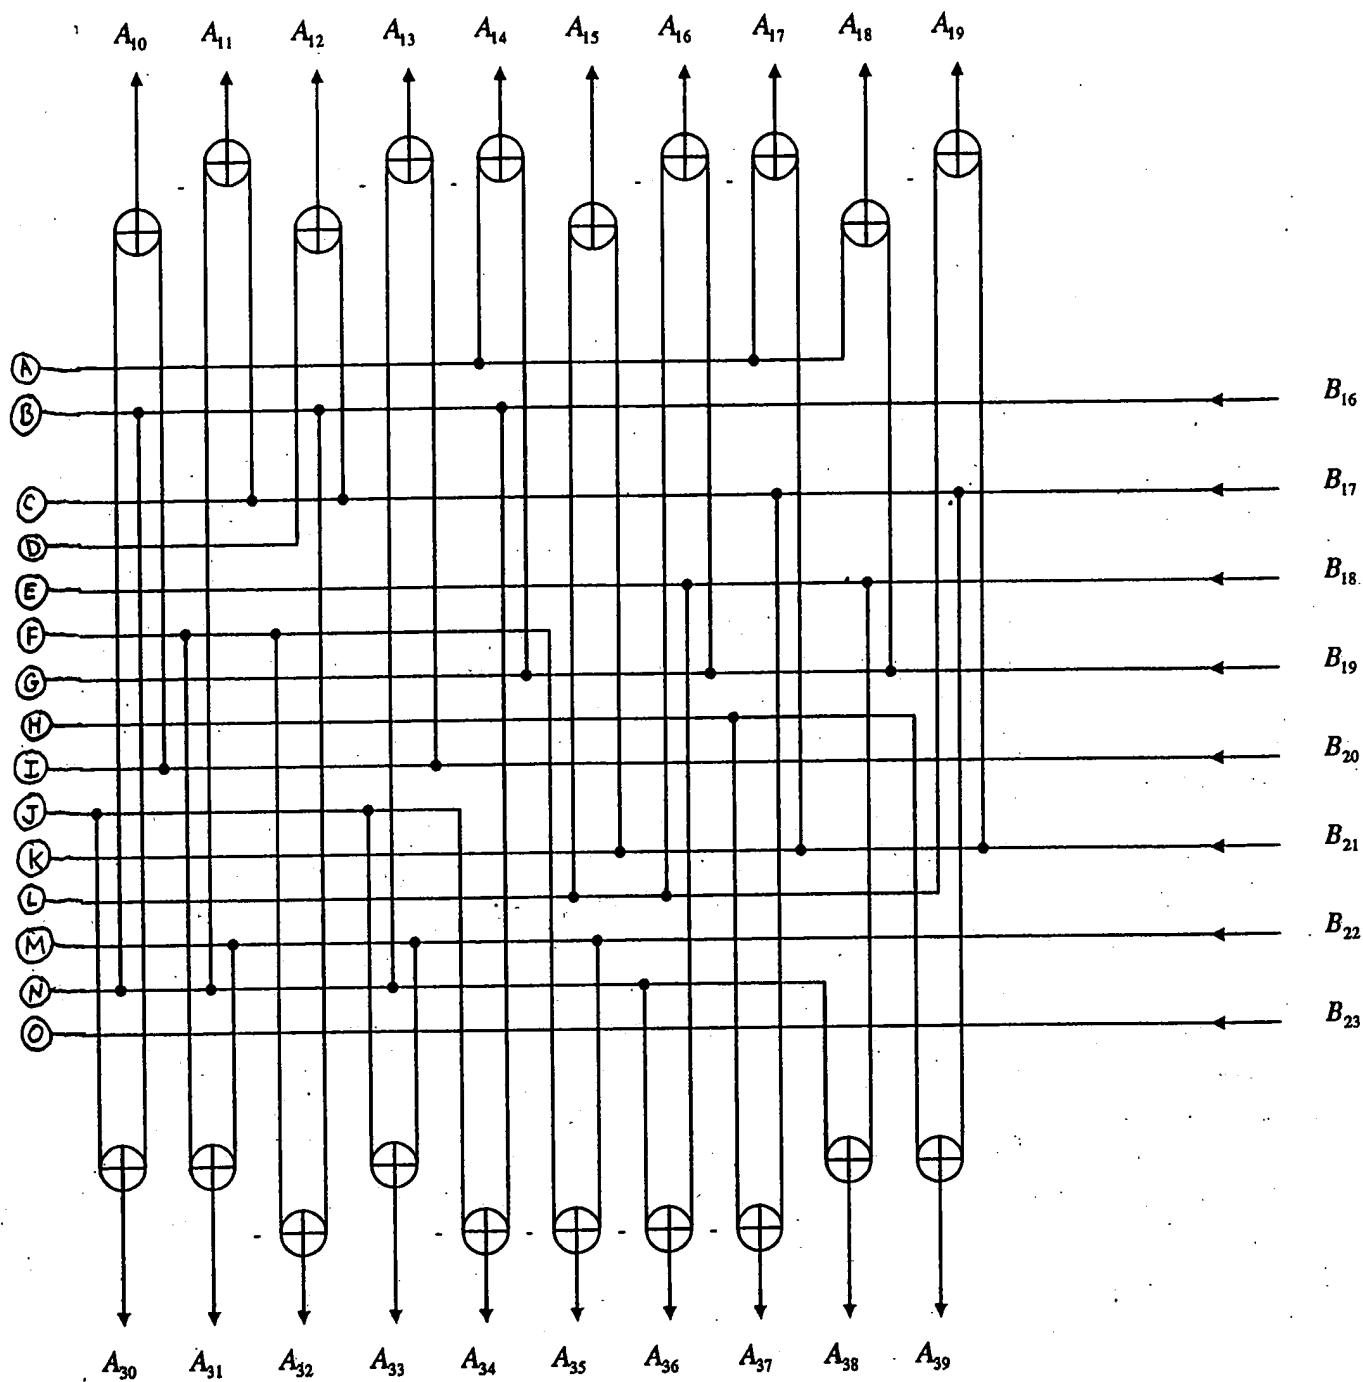 A10 A11 A12 A13 A14 A15 A16 A17 A18 A19
A
B B16
C B17
D
E B18
F
G B19
H
I B20
J
K B21
L
M B22
N
O B23
A30 A31 A32 A33 A34 A35 A36 A37 A38 A39